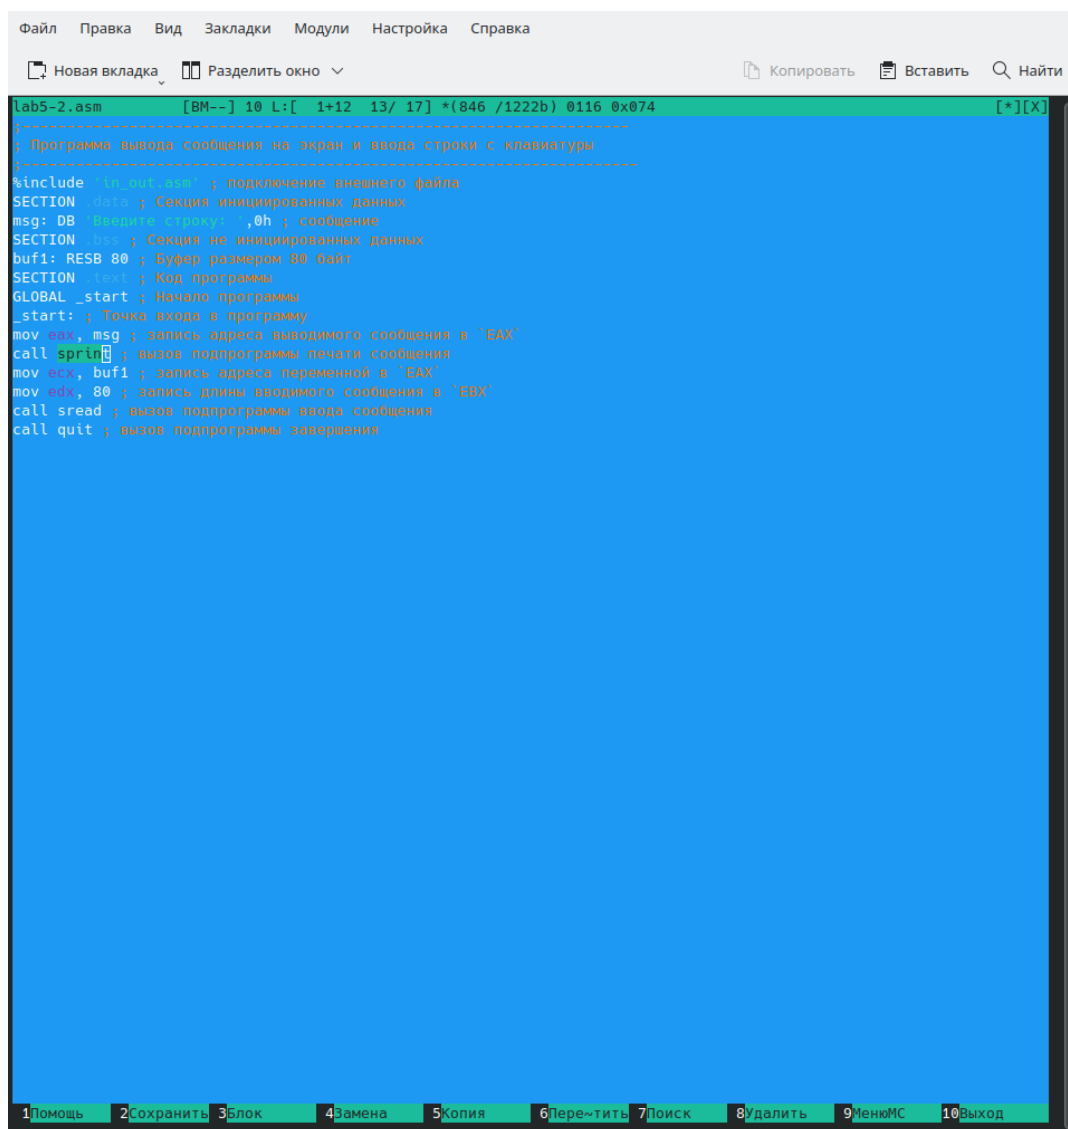 Файл Правка Вид Закладки Модули Настройка Справка
Новая вкладка Разделить окно Копировать Вставить Найти
lab5-2.asm [BM--] 10 L:[ 1+12 13/ 17] *(846 /1222b) 0116 0x074 [*][X]
;--------------------------------------------------------------------
; Программа вывода сообщения на экран и ввода строки с клавиатуры
;---------------------------------------------------------------------
%include 'in_out.asm' ; подключение внешнего файла
SECTION .data ; Секция инициированных данных
msg: DB 'Введите строку: ',0h ; сообщение
SECTION .bss ; Секция не инициированных данных
buf1: RESB 80 ; Буфер размером 80 байт
SECTION .text ; Код программы
GLOBAL _start ; Начало программы
_start: ; Точка входа в программу
mov eax, msg ; запись адреса выводимого сообщения в `EAX`
call sprint ; вызов подпрограммы печати сообщения
mov ecx, buf1 ; запись адреса переменной в `EAX`
mov edx, 80 ; запись длины вводимого сообщения в `EBX`
call sread ; вызов подпрограммы ввода сообщения
call quit ; вызов подпрограммы завершения
1Помощь 2Сохранить 3Блок 4Замена 5Копия 6Пере~тить 7Поиск 8Удалить 9МенюMC 10Выход